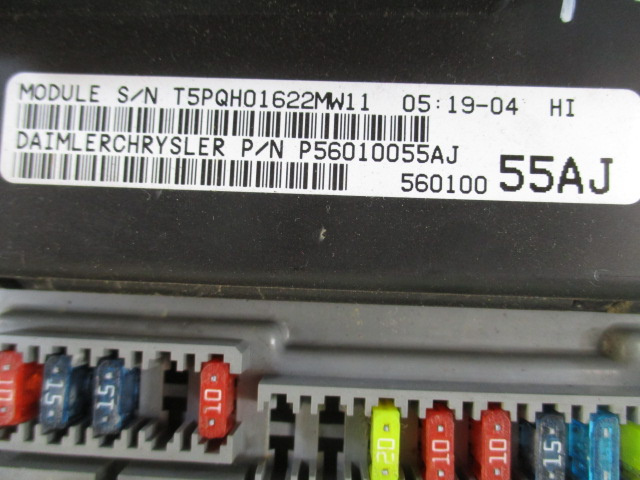 MODULE S/N T5PQH01622MW11 05:19-04 HI
DAIMLERCHRYSLER P/N P56010055AJ
560100 55AJ
10 15 15 10
20 10 10 15